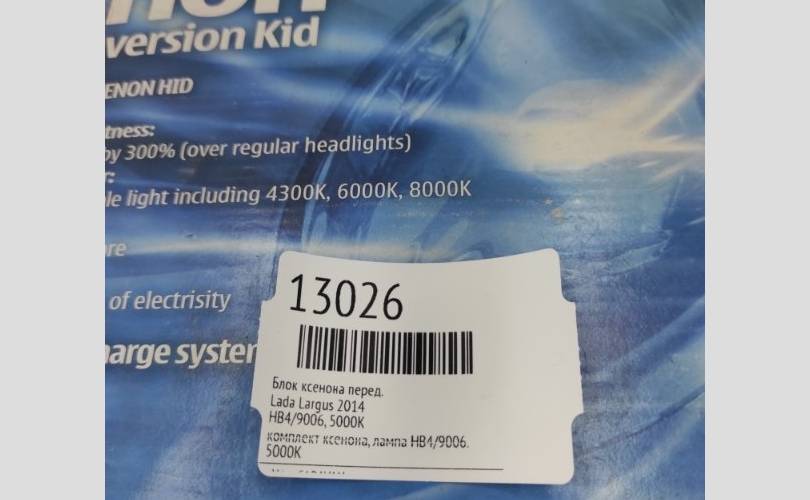 version Kid
ENON HID
tness:
by 300% (over regular headlights)
r:
le light including 4300K, 6000K, 8000K
re
of electrisity
harge system
13026
Блок ксенона перед.
Lada Largus 2014
HB4/9006, 5000K
комплект ксенона, лампа HB4/9006.
5000K